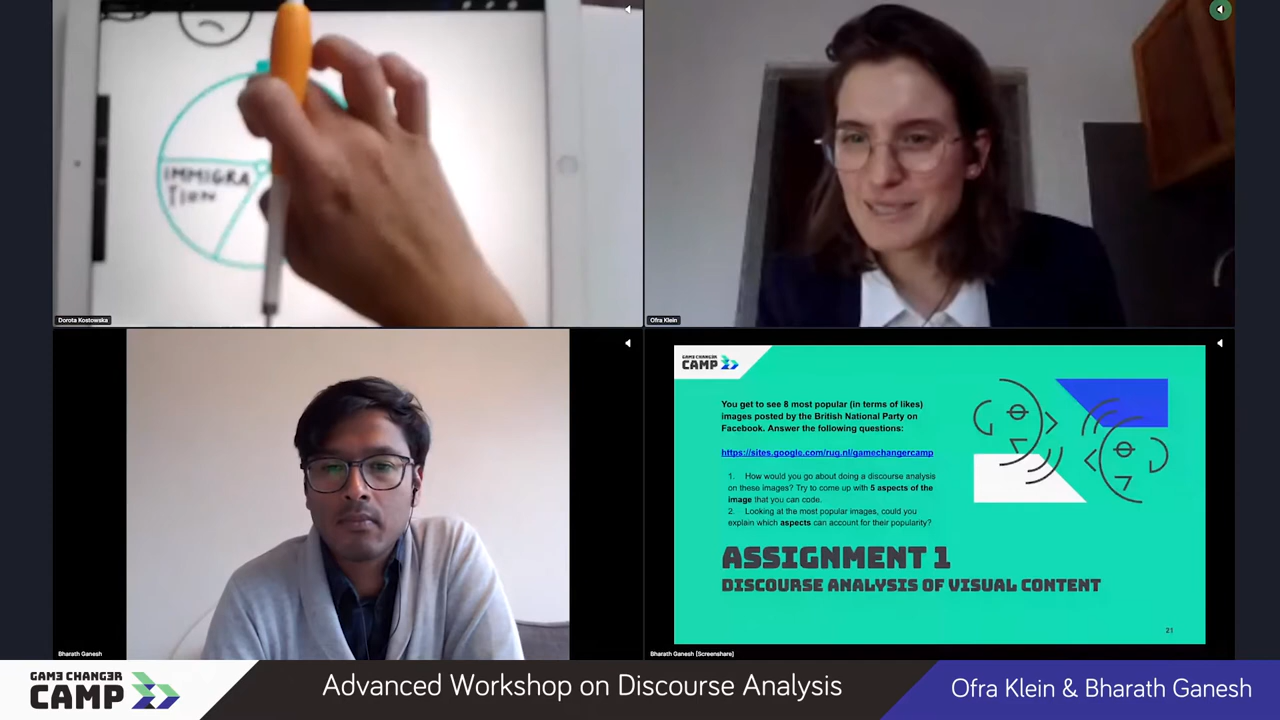 IMMIGRA
TION
Dorota Kostowska
Ofra Klein
Bharath Ganesh
GAME CHANGER
CAMP
You get to see 8 most popular (in terms of likes)
images posted by the British National Party on
Facebook. Answer the following questions:
https://sites.google.com/rug.nl/gamechangercamp
1. How would you go about doing a discourse analysis
on these images? Try to come up with 5 aspects of the
image that you can code.
2. Looking at the most popular images, could you
explain which aspects can account for their popularity?
ASSIGNMENT 1
DISCOURSE ANALYSIS OF VISUAL CONTENT
21
Bharath Ganesh [Screenshare]
GAME CHANGER
CAMP
Advanced Workshop on Discourse Analysis
Ofra Klein & Bharath Ganesh